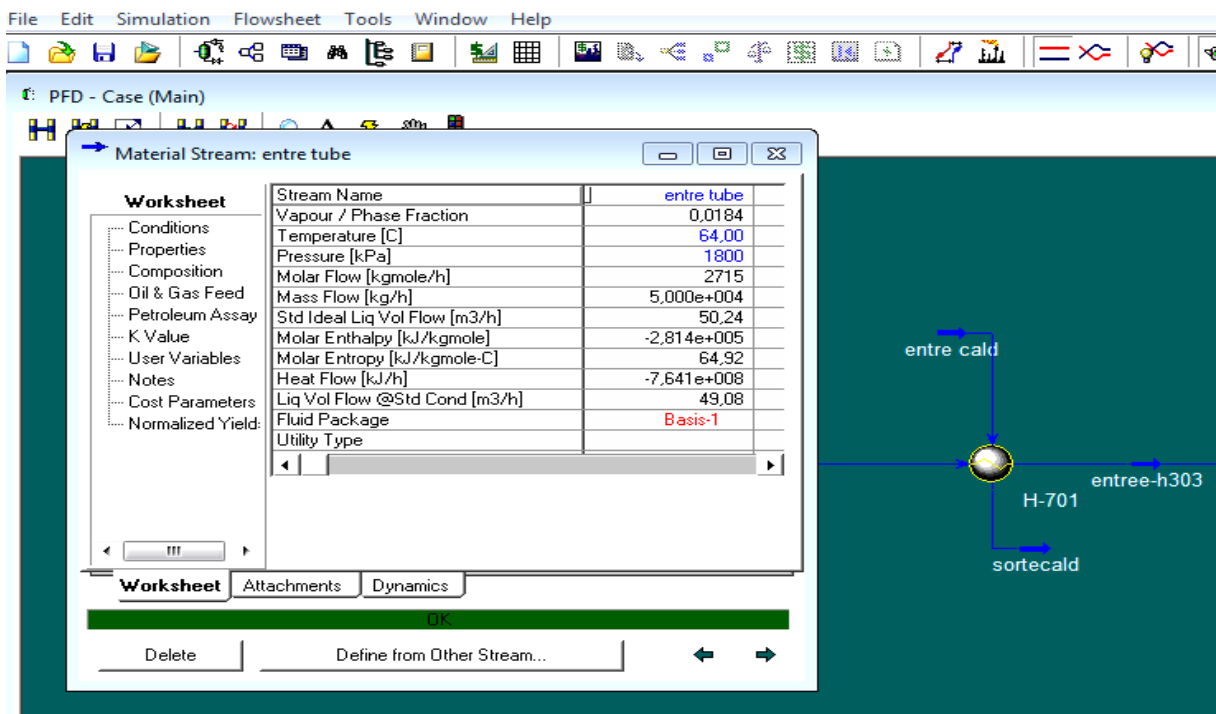 File Edit Simulation Flowsheet Tools Window Help
PFD - Case (Main)
Material Stream: entre tube
Worksheet
Conditions
Properties
Composition
Oil & Gas Feed
Petroleum Assay
K Value
User Variables
Notes
Cost Parameters
Normalized Yield
Stream Name entre tube
Vapour / Phase Fraction 0,0184
Temperature [C] 64,00
Pressure [kPa] 1800
Molar Flow [kgmole/h] 2715
Mass Flow [kg/h] 5,000e+004
Std Ideal Liq Vol Flow [m3/h] 50,24
Molar Enthalpy [kJ/kgmole] -2,814e+005
Molar Entropy [kJ/kgmole-C] 64,92
Heat Flow [kJ/h] -7,641e+008
Liq Vol Flow @Std Cond [m3/h] 49,08
Fluid Package Basis-1
Utility Type
Worksheet Attachments Dynamics
OK
Delete Define from Other Stream...
entre cald
entree-h303
H-701
sortecald